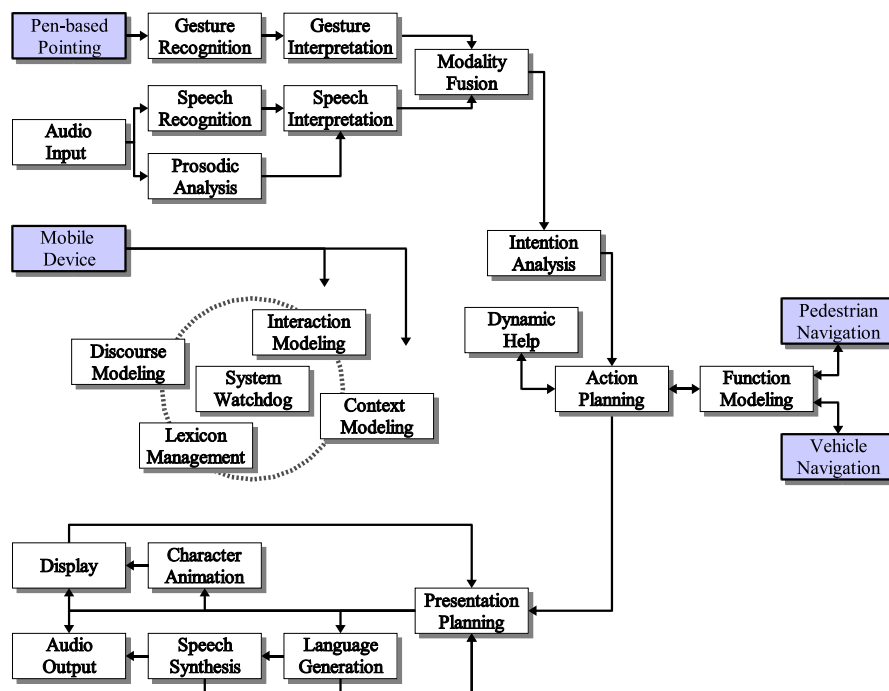 Pen-based
Pointing
Gesture
Recognition
Gesture
Interpretation
Modality
Fusion
Speech
Recognition
Speech
Interpretation
Audio
Input
Prosodic
Analysis
Mobile
Device
Intention
Analysis
Interaction
Modeling
Dynamic
Help
Pedestrian
Navigation
Discourse
Modeling
System
Watchdog
Action
Planning
Function
Modeling
Context
Modeling
Lexicon
Management
Vehicle
Navigation
Display
Character
Animation
Presentation
Planning
Audio
Output
Speech
Synthesis
Language
Generation